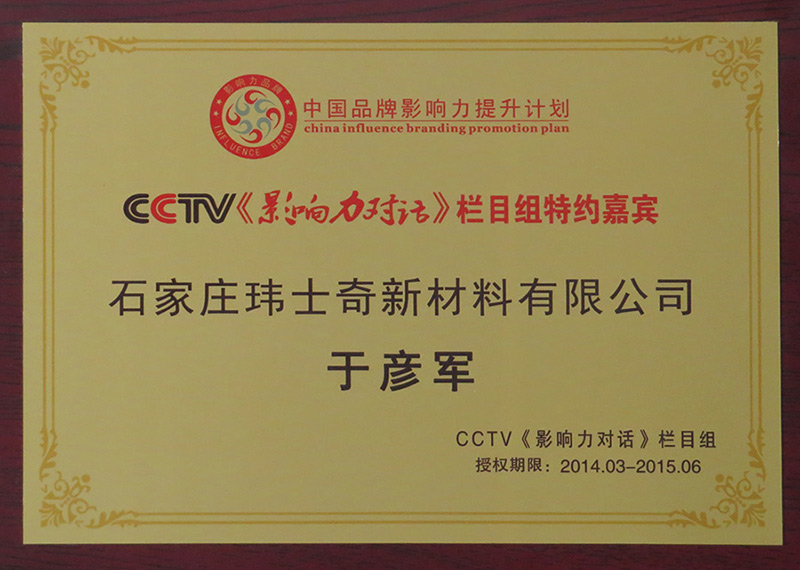 影响力品牌
INFLUENCE BRAND
中国品牌影响力提升计划
china influence branding promotion plan
CCTV《影响力对话》栏目组特约嘉宾
石家庄玮士奇新材料有限公司
于彦军
CCTV《影响力对话》栏目组
授权期限：2014.03-2015.06